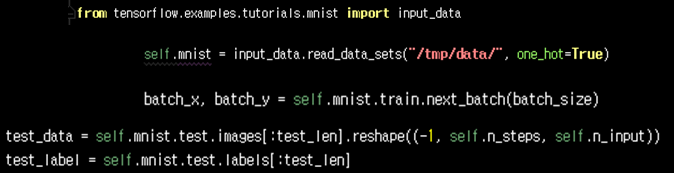 from tensorflow.examples.tutorials.mnist import input_data
self.mnist = input_data.read_data_sets("/tmp/data/", one_hot=True)
batch_x, batch_y = self.mnist.train.next_batch(batch_size)
test_data = self.mnist.test.images[:test_len].reshape((-1, self.n_steps, self.n_input))
test_label = self.mnist.test.labels[:test_len]